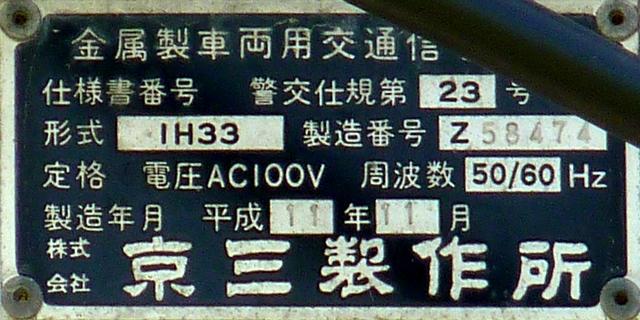 金属製車両用交通信
仕様書番号 警交仕規第 23 号
形式 1H33 製造番号 Z 58474
定格 電圧AC100V 周波数 50/60 Hz
製造年月 平成 11 年 11 月
株式会社 京三製作所